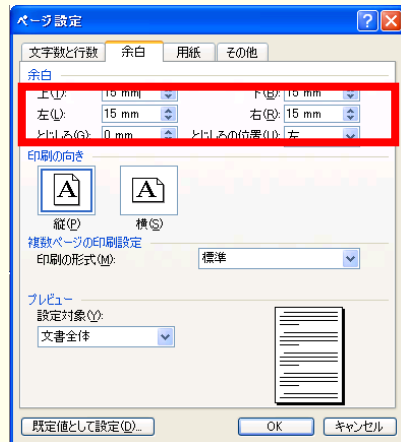 ページ設定
文字数と行数 余白 用紙 その他
余白
上(T): 15 mm 下(B): 15 mm
左(L): 15 mm 右(R): 15 mm
とじしろ(G): 0 mm とじしろの位置(U): 左
印刷の向き
A A
縦(P) 横(S)
複数ページの印刷設定
印刷の形式(M): 標準
プレビュー
設定対象(Y):
文書全体
既定値として設定(D)... OK キャンセル